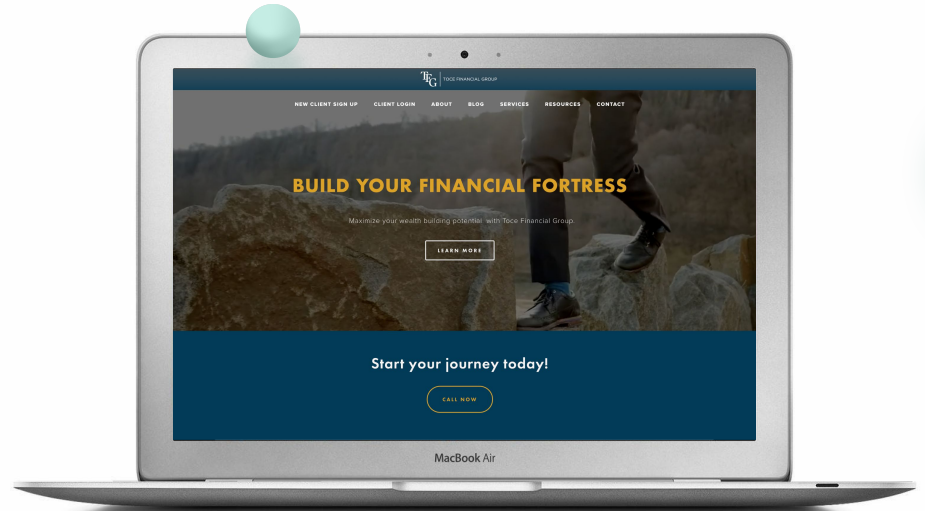 TFG
TOCE FINANCIAL GROUP
NEW CLIENT SIGN UP CLIENT LOGIN ABOUT BLOG SERVICES RESOURCES CONTACT
BUILD YOUR FINANCIAL FORTRESS
Maximize your wealth building potential with Toce Financial Group.
LEARN MORE
Start your journey today!
CALL NOW
MacBook Air